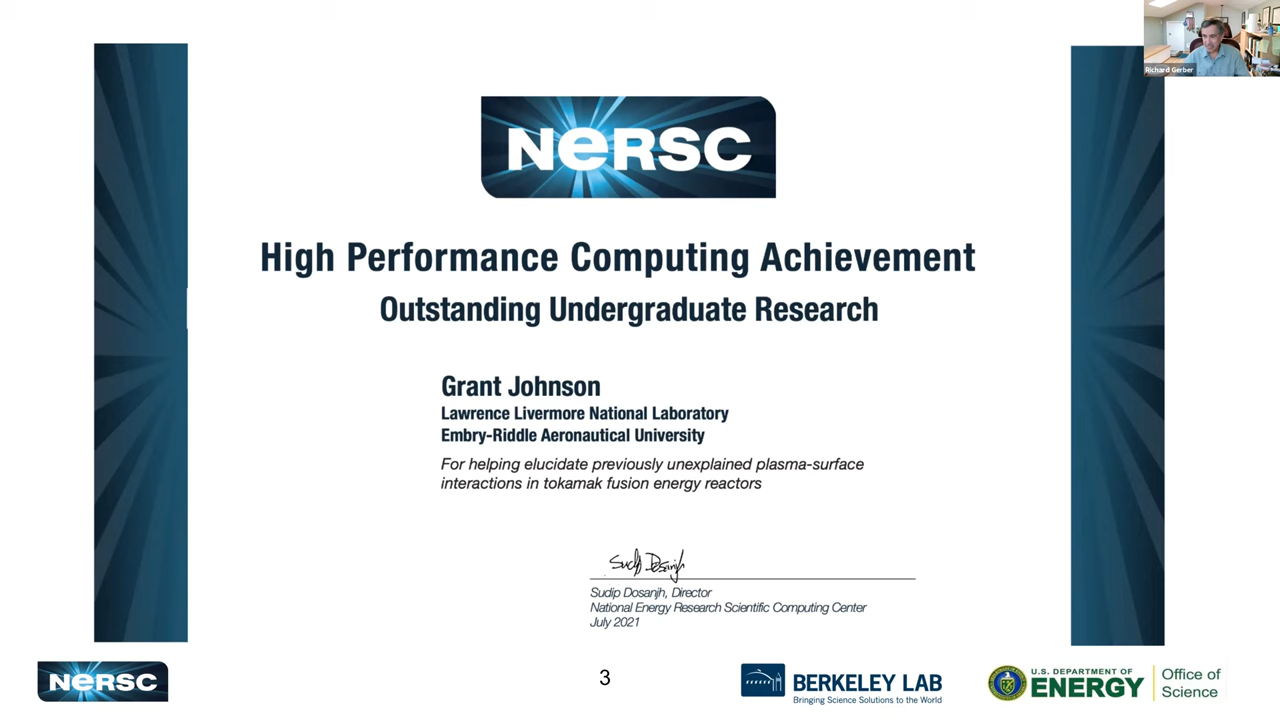 Richard Gerber
NERSC
High Performance Computing Achievement
Outstanding Undergraduate Research
Grant Johnson
Lawrence Livermore National Laboratory
Embry-Riddle Aeronautical University
For helping elucidate previously unexplained plasma-surface
interactions in tokamak fusion energy reactors
Sudip Dosanjh
Sudip Dosanjh, Director
National Energy Research Scientific Computing Center
July 2021
NERSC
3
BERKELEY LAB
Bringing Science Solutions to the World
U.S. DEPARTMENT OF
ENERGY
Office of
Science